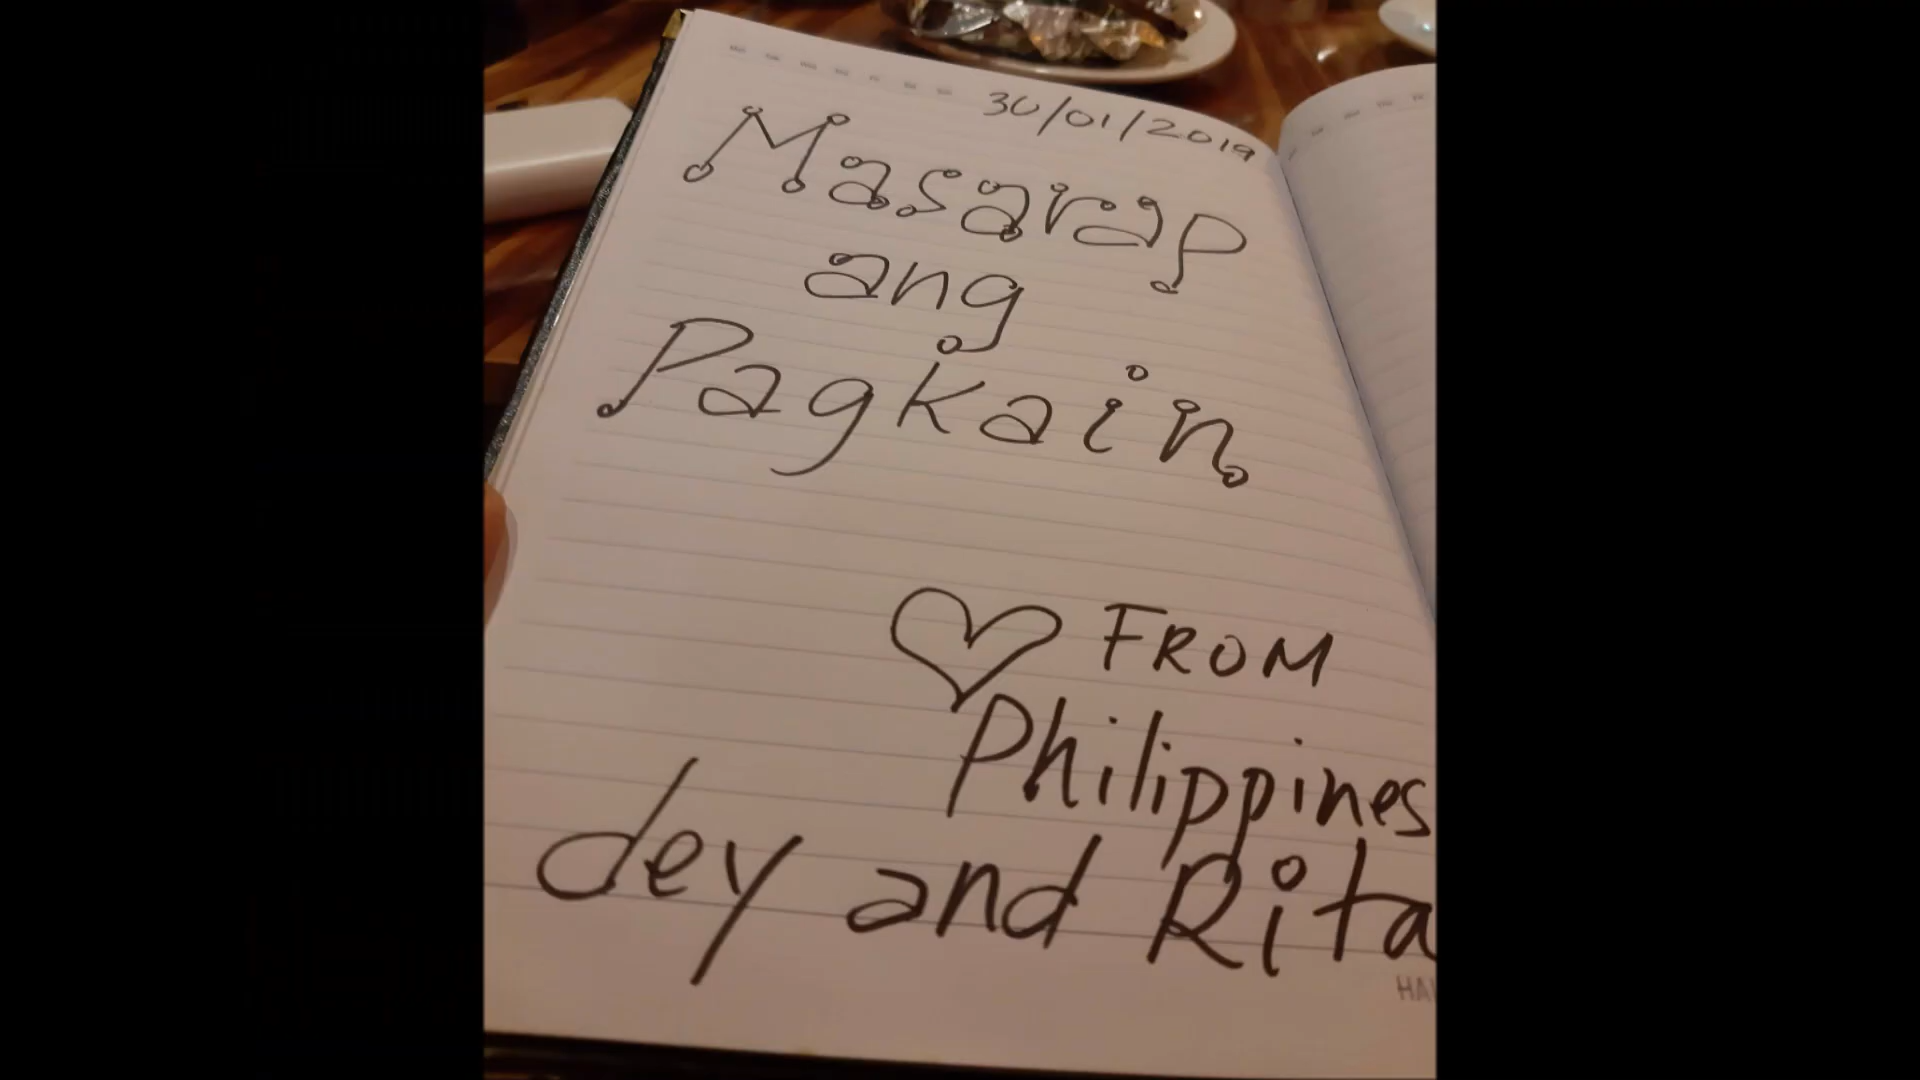 30/01/2019
Masarap
ang
Pagkain
♡ FROM
Philippines
dey and Rita